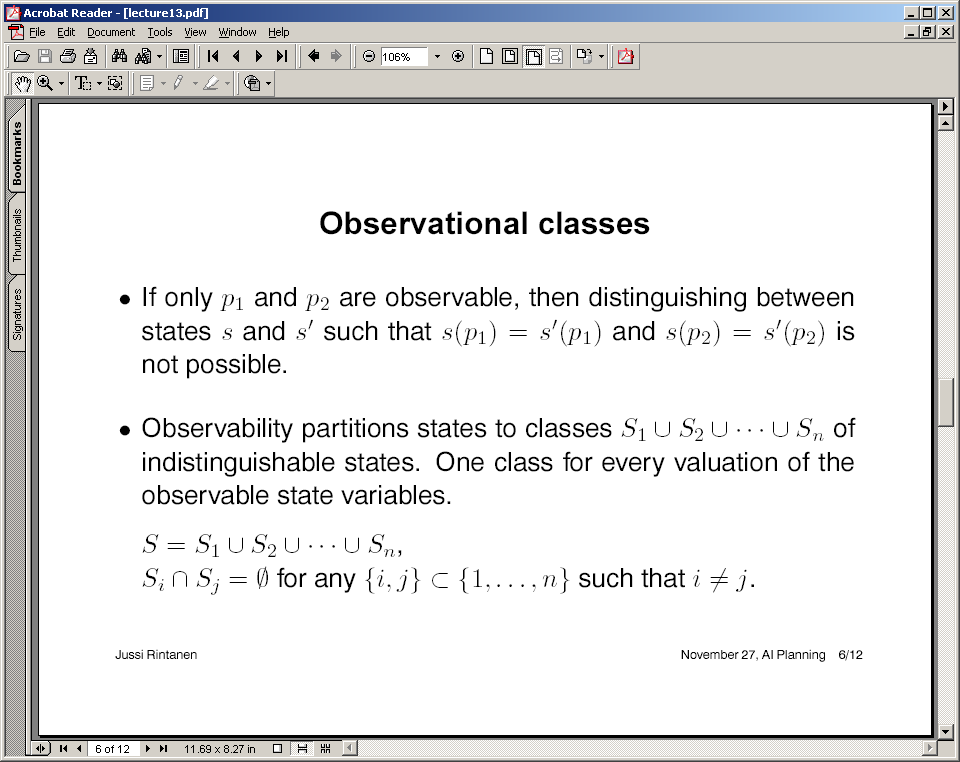 Acrobat Reader - [lecture13.pdf]
File Edit Document Tools View Window Help
106%
Bookmarks
Thumbnails
Signatures
Observational classes
• If only p₁ and p₂ are observable, then distinguishing between
states s and s′ such that s(p₁) = s′(p₁) and s(p₂) = s′(p₂) is
not possible.
• Observability partitions states to classes S₁ ∪ S₂ ∪ ⋯ ∪ Sₙ of
indistinguishable states. One class for every valuation of the
observable state variables.
S = S₁ ∪ S₂ ∪ ⋯ ∪ Sₙ,
Sᵢ ∩ Sⱼ = ∅ for any {i, j} ⊂ {1, . . . , n} such that i ≠ j.
Jussi Rintanen November 27, AI Planning 6/12
6 of 12 11.69 x 8.27 in